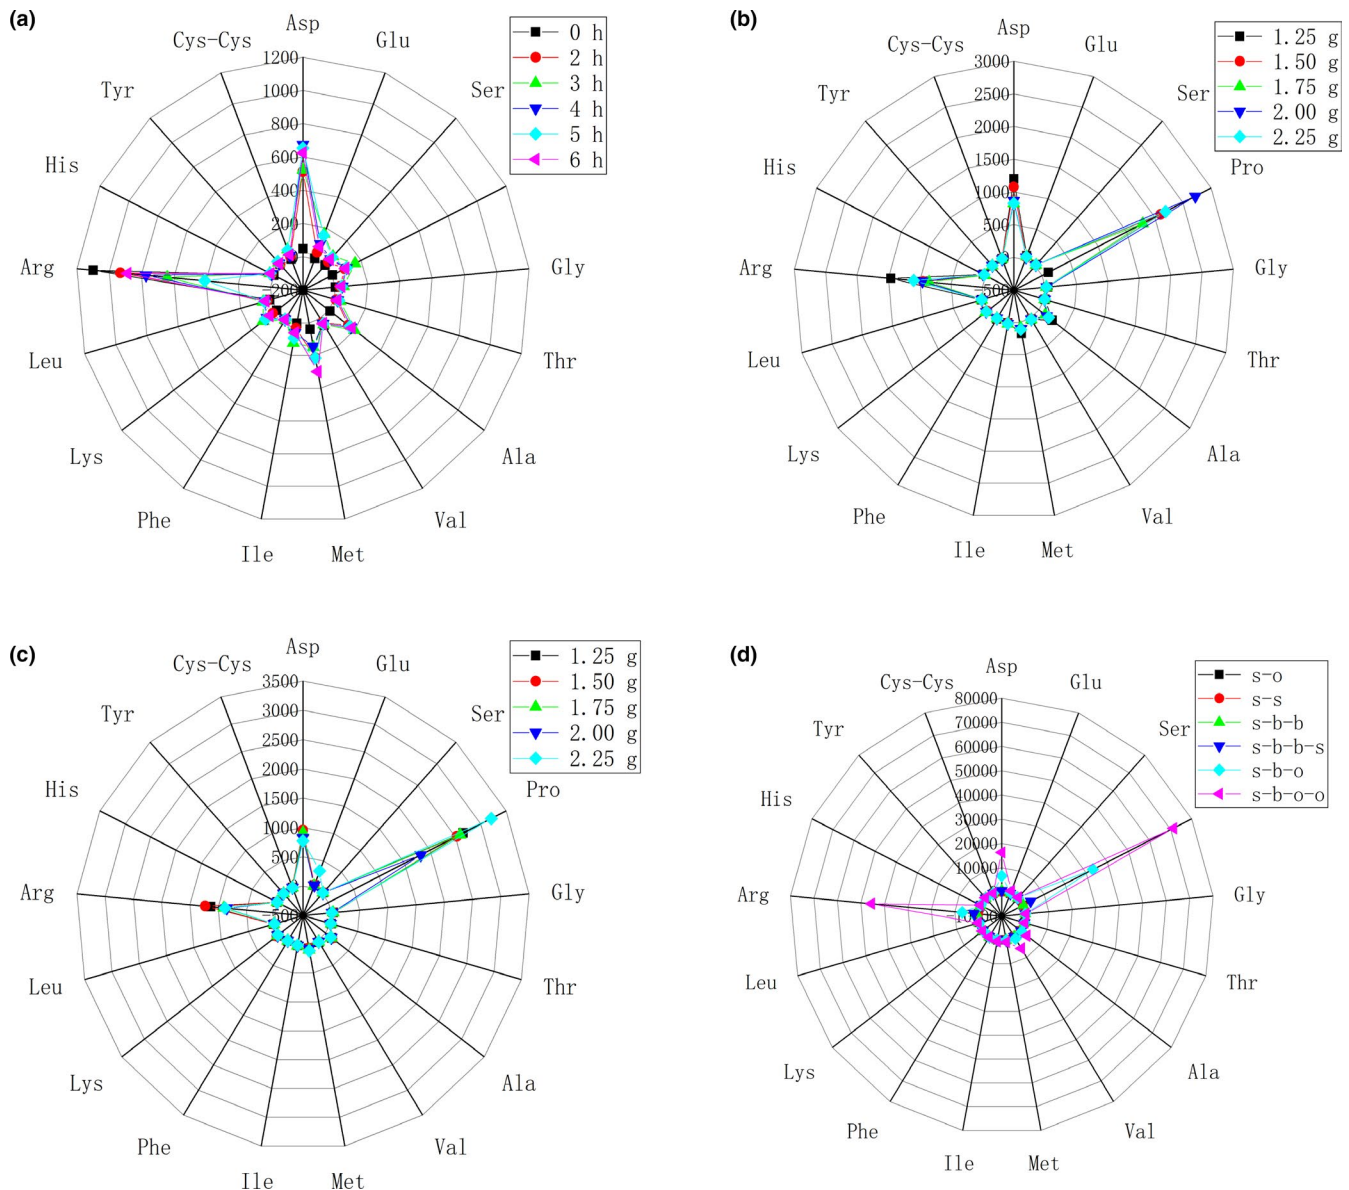 (a)
Asp
Glu
Ser
Gly
Thr
Ala
Val
Met
Ile
Phe
Lys
Leu
Arg
His
Tyr
Cys-Cys
1200
1000
800
600
400
200
0
-200
0 h
2 h
3 h
4 h
5 h
6 h
(b)
Asp
Glu
Ser
Pro
Gly
Thr
Ala
Val
Met
Ile
Phe
Lys
Leu
Arg
His
Tyr
Cys-Cys
3000
2500
2000
1500
1000
500
-500
1.25 g
1.50 g
1.75 g
2.00 g
2.25 g
(c)
Asp
Glu
Ser
Pro
Gly
Thr
Ala
Val
Met
Ile
Phe
Lys
Leu
Arg
His
Tyr
Cys-Cys
3500
3000
2500
2000
1500
1000
500
-500
1.25 g
1.50 g
1.75 g
2.00 g
2.25 g
(d)
Asp
Glu
Ser
Gly
Thr
Ala
Val
Met
Ile
Phe
Lys
Leu
Arg
His
Tyr
Cys-Cys
80000
70000
60000
50000
40000
30000
20000
10000
-10000
s-o
s-s
s-b-b
s-b-b-s
s-b-o
s-b-o-o